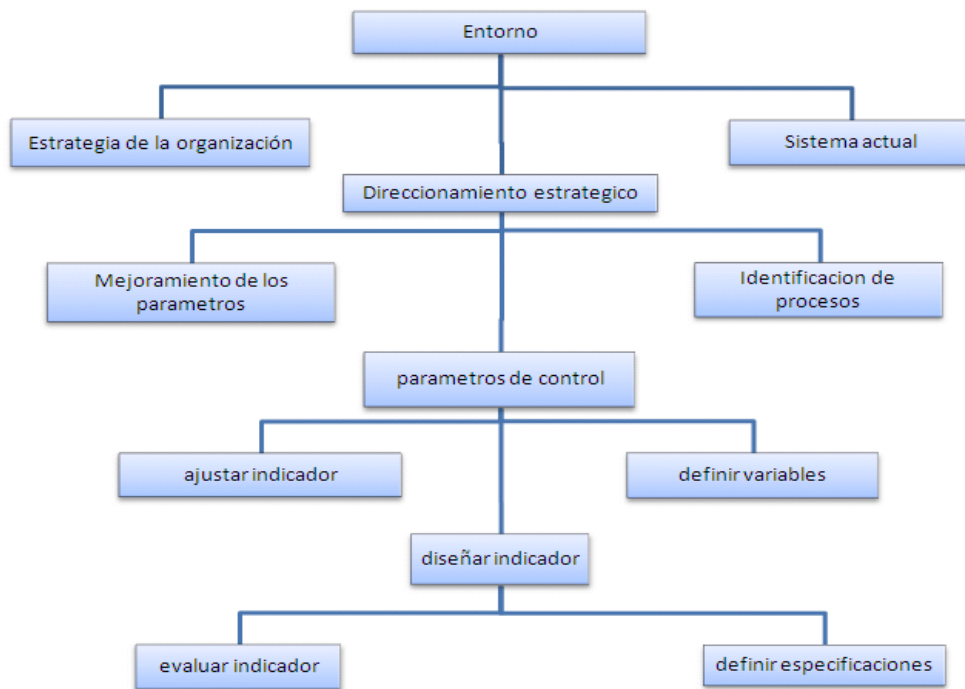 Entorno
Estrategia de la organización
Sistema actual
Direccionamiento estrategico
Mejoramiento de los
parametros
Identificacion de
procesos
parametros de control
ajustar indicador
definir variables
diseñar indicador
evaluar indicador
definir especificaciones